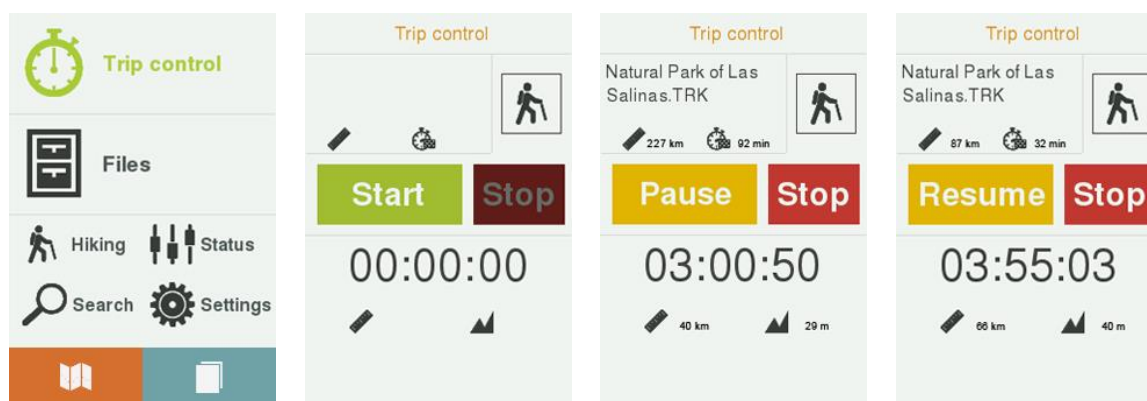 Trip control
Files
Hiking
Status
Search
Settings
Trip control
Start
Stop
00:00:00
Trip control
Natural Park of Las
Salinas.TRK
227 km
92 min
Pause
Stop
03:00:50
40 km
29 m
Trip control
Natural Park of Las
Salinas.TRK
87 km
32 min
Resume
Stop
03:55:03
66 km
40 m